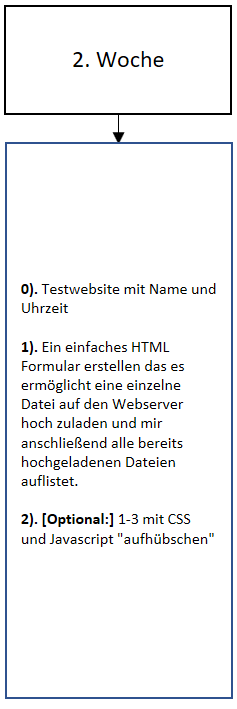 2. Woche
0). Testwebsite mit Name und
Uhrzeit
1). Ein einfaches HTML
Formular erstellen das es
ermöglicht eine einzelne
Datei auf den Webserver
hoch zuladen und mir
anschließend alle bereits
hochgeladenen Dateien
auflistet.
2). [Optional:] 1-3 mit CSS
und Javascript "aufhübschen"